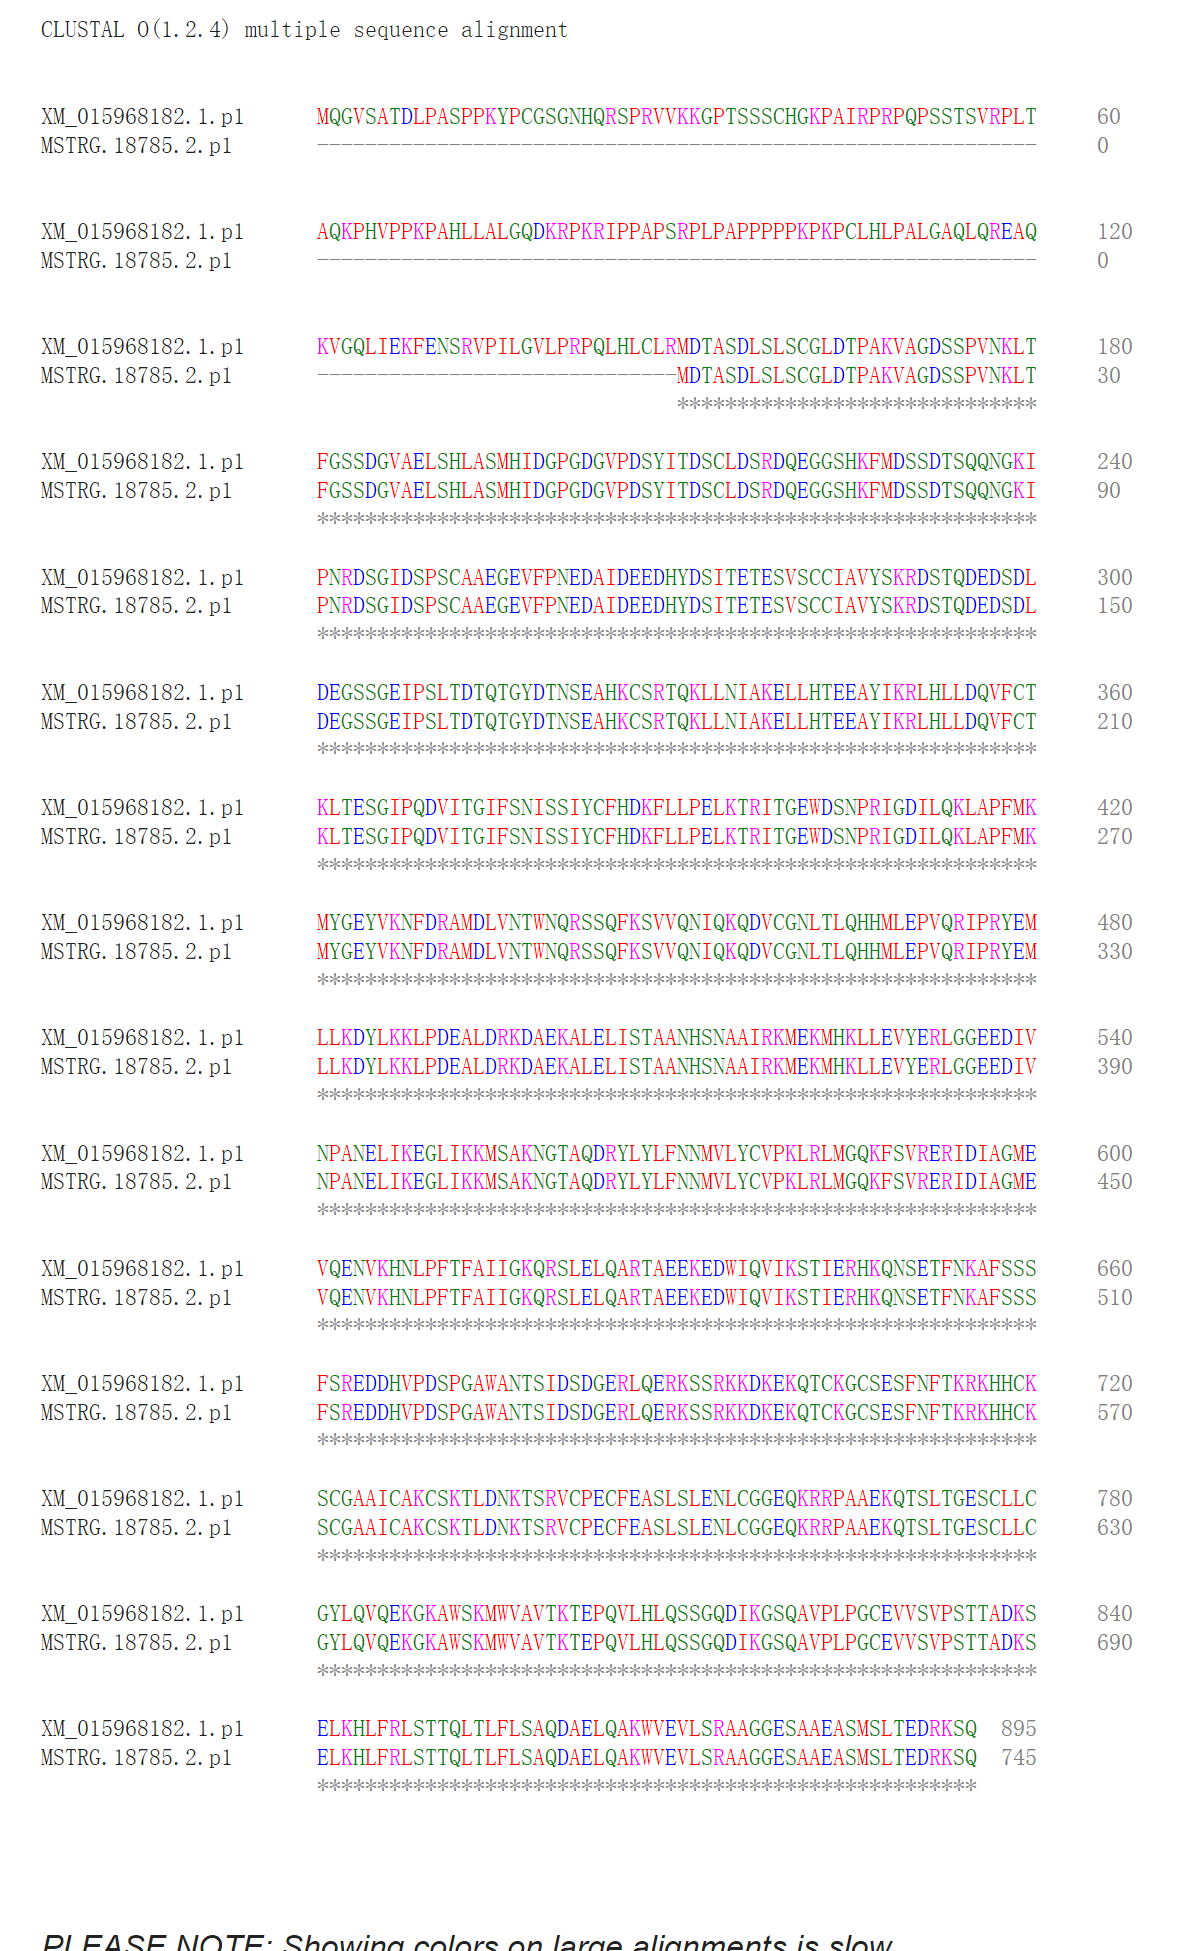 CLUSTAL O(1.2.4) multiple sequence alignment
XM_015968182.1.p1 MQGVSATDLPASPPKYPCGSGNHQRSPRVVKKGPTSSSCHGKPAIRPRPQPSSTSVRPLT 60
MSTRG.18785.2.p1 ------------------------------------------------------------ 0
XM_015968182.1.p1 AQKPHVPPKPAHLLALGQDKRPKRIPPAPSRPLPAPPPPPKPKPCLHLPALGAQLQREAQ 120
MSTRG.18785.2.p1 ------------------------------------------------------------ 0
XM_015968182.1.p1 KVGQLIEKFENSRVPILGVLPRPQLHLCLRMDTASDLSLSCGLDTPAKVAGDSSPVNKLT 180
MSTRG.18785.2.p1 ------------------------------MDTASDLSLSCGLDTPAKVAGDSSPVNKLT 30
******************************
XM_015968182.1.p1 FGSSDGVAELSHLASMHIDGPGDGVPDSYITDSCLDSRDQEGGSHKFMDSSDTSQQNGKI 240
MSTRG.18785.2.p1 FGSSDGVAELSHLASMHIDGPGDGVPDSYITDSCLDSRDQEGGSHKFMDSSDTSQQNGKI 90
************************************************************
XM_015968182.1.p1 PNRDSGIDSPSCAAEGEVFPNEDAIDEEDHYDSITETESVSCCIAVYSKRDSTQDEDSDL 300
MSTRG.18785.2.p1 PNRDSGIDSPSCAAEGEVFPNEDAIDEEDHYDSITETESVSCCIAVYSKRDSTQDEDSDL 150
************************************************************
XM_015968182.1.p1 DEGSSGEIPSLTDTQTGYDTNSEAHKCSRTQKLLNIAKELLHTEEAYIKRLHLLDQVFCT 360
MSTRG.18785.2.p1 DEGSSGEIPSLTDTQTGYDTNSEAHKCSRTQKLLNIAKELLHTEEAYIKRLHLLDQVFCT 210
************************************************************
XM_015968182.1.p1 KLTESGIPQDVITGIFSNISSIYCFHDKFLLPELKTRITGEWDSNPRIGDILQKLAPFMK 420
MSTRG.18785.2.p1 KLTESGIPQDVITGIFSNISSIYCFHDKFLLPELKTRITGEWDSNPRIGDILQKLAPFMK 270
************************************************************
XM_015968182.1.p1 MYGEYVKNFDRAMDLVNTWNQRSSQFKSVVQNIQKQDVCGNLTLQHHMLEPVQRIPRYEM 480
MSTRG.18785.2.p1 MYGEYVKNFDRAMDLVNTWNQRSSQFKSVVQNIQKQDVCGNLTLQHHMLEPVQRIPRYEM 330
************************************************************
XM_015968182.1.p1 LLKDYLKKLPDEALDRKDAEKALELISTAANHSNAAIRKMEKMHKLLEVYERLGGEEDIV 540
MSTRG.18785.2.p1 LLKDYLKKLPDEALDRKDAEKALELISTAANHSNAAIRKMEKMHKLLEVYERLGGEEDIV 390
************************************************************
XM_015968182.1.p1 NPANELIKEGLIKKMSAKNGTAQDRYLYLFNNMVLYCVPKLRLMGQKFSVRERIDIAGME 600
MSTRG.18785.2.p1 NPANELIKEGLIKKMSAKNGTAQDRYLYLFNNMVLYCVPKLRLMGQKFSVRERIDIAGME 450
************************************************************
XM_015968182.1.p1 VQENVKHNLPFTFAIIGKQRSLELQARTAEEKEDWIQVIKSTIERHKQNSETFNKAFSSS 660
MSTRG.18785.2.p1 VQENVKHNLPFTFAIIGKQRSLELQARTAEEKEDWIQVIKSTIERHKQNSETFNKAFSSS 510
************************************************************
XM_015968182.1.p1 FSREDDHVPDSPGAWANTSIDSDGERLQERKSSRKKDKEKQTCKGCSESFNFTKRKHHCK 720
MSTRG.18785.2.p1 FSREDDHVPDSPGAWANTSIDSDGERLQERKSSRKKDKEKQTCKGCSESFNFTKRKHHCK 570
************************************************************
XM_015968182.1.p1 SCGAAICAKCSKTLDNKTSRVCPECFEASLSLENLCGGEQKRRPAAEKQTSLTGESCLLC 780
MSTRG.18785.2.p1 SCGAAICAKCSKTLDNKTSRVCPECFEASLSLENLCGGEQKRRPAAEKQTSLTGESCLLC 630
************************************************************
XM_015968182.1.p1 GYLQVQEKGKAWSKMWVAVTKTEPQVLHLQSSGQDIKGSQAVPLPGCEVVSVPSTTADKS 840
MSTRG.18785.2.p1 GYLQVQEKGKAWSKMWVAVTKTEPQVLHLQSSGQDIKGSQAVPLPGCEVVSVPSTTADKS 690
************************************************************
XM_015968182.1.p1 ELKHLFRLSTTQLTLFLSAQDAELQAKWVEVLSRAAGGESAAEASMSLTEDRKSQ 895
MSTRG.18785.2.p1 ELKHLFRLSTTQLTLFLSAQDAELQAKWVEVLSRAAGGESAAEASMSLTEDRKSQ 745
*******************************************************
PLEASE NOTE: Showing colors on large alignments is slow